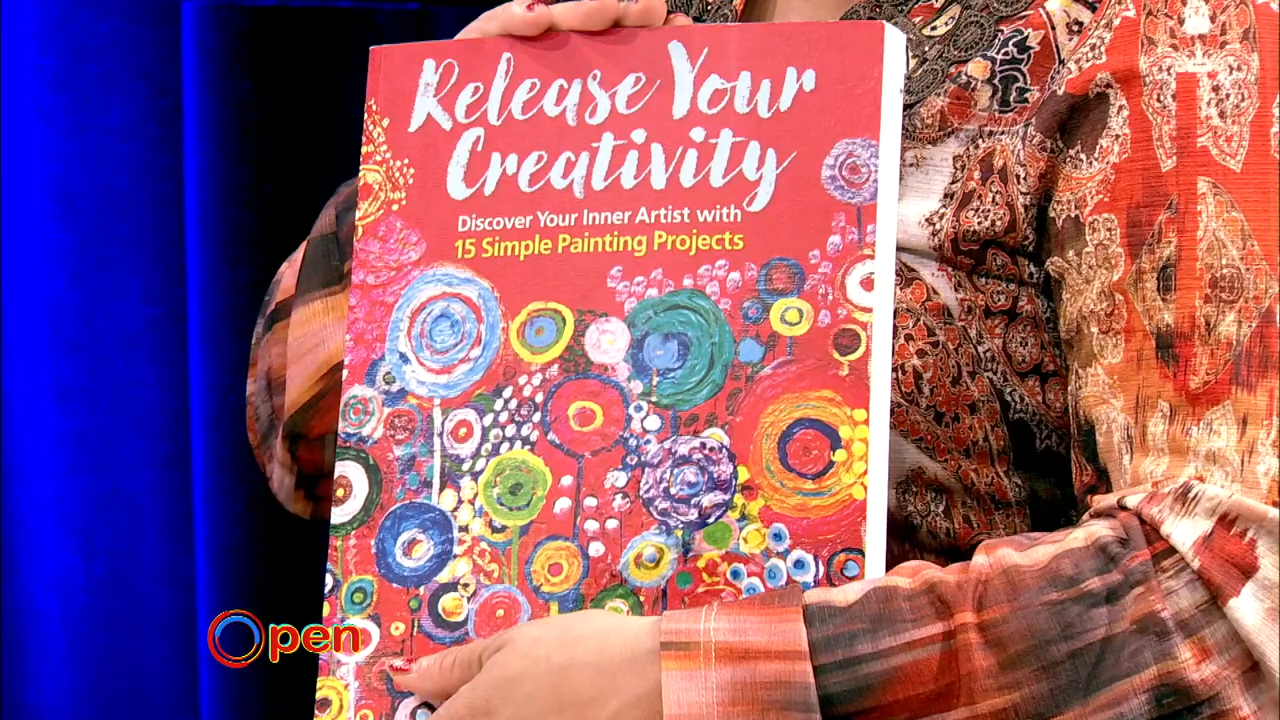 Release Your
Creativity
Discover Your Inner Artist with
15 Simple Painting Projects
Open